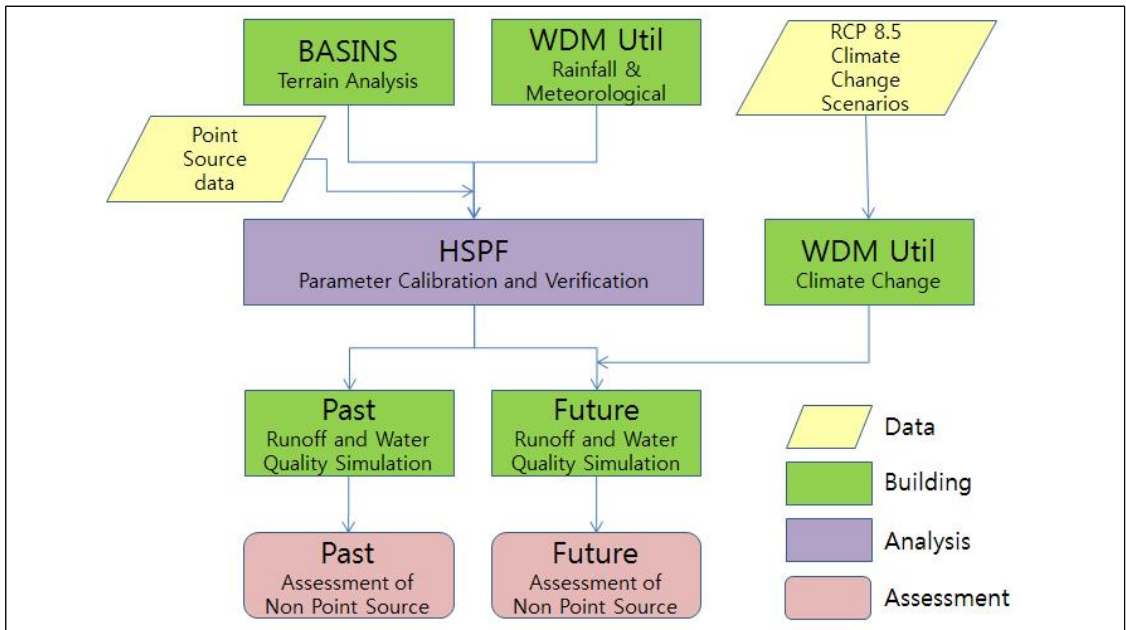 BASINS
Terrain Analysis
WDM Util
Rainfall &
Meteorological
RCP 8.5
Climate
Change
Scenarios
Point
Source
data
HSPF
Parameter Calibration and Verification
WDM Util
Climate Change
Past
Runoff and Water
Quality Simulation
Future
Runoff and Water
Quality Simulation
Past
Assessment of
Non Point Source
Future
Assessment of
Non Point Source
Data
Building
Analysis
Assessment